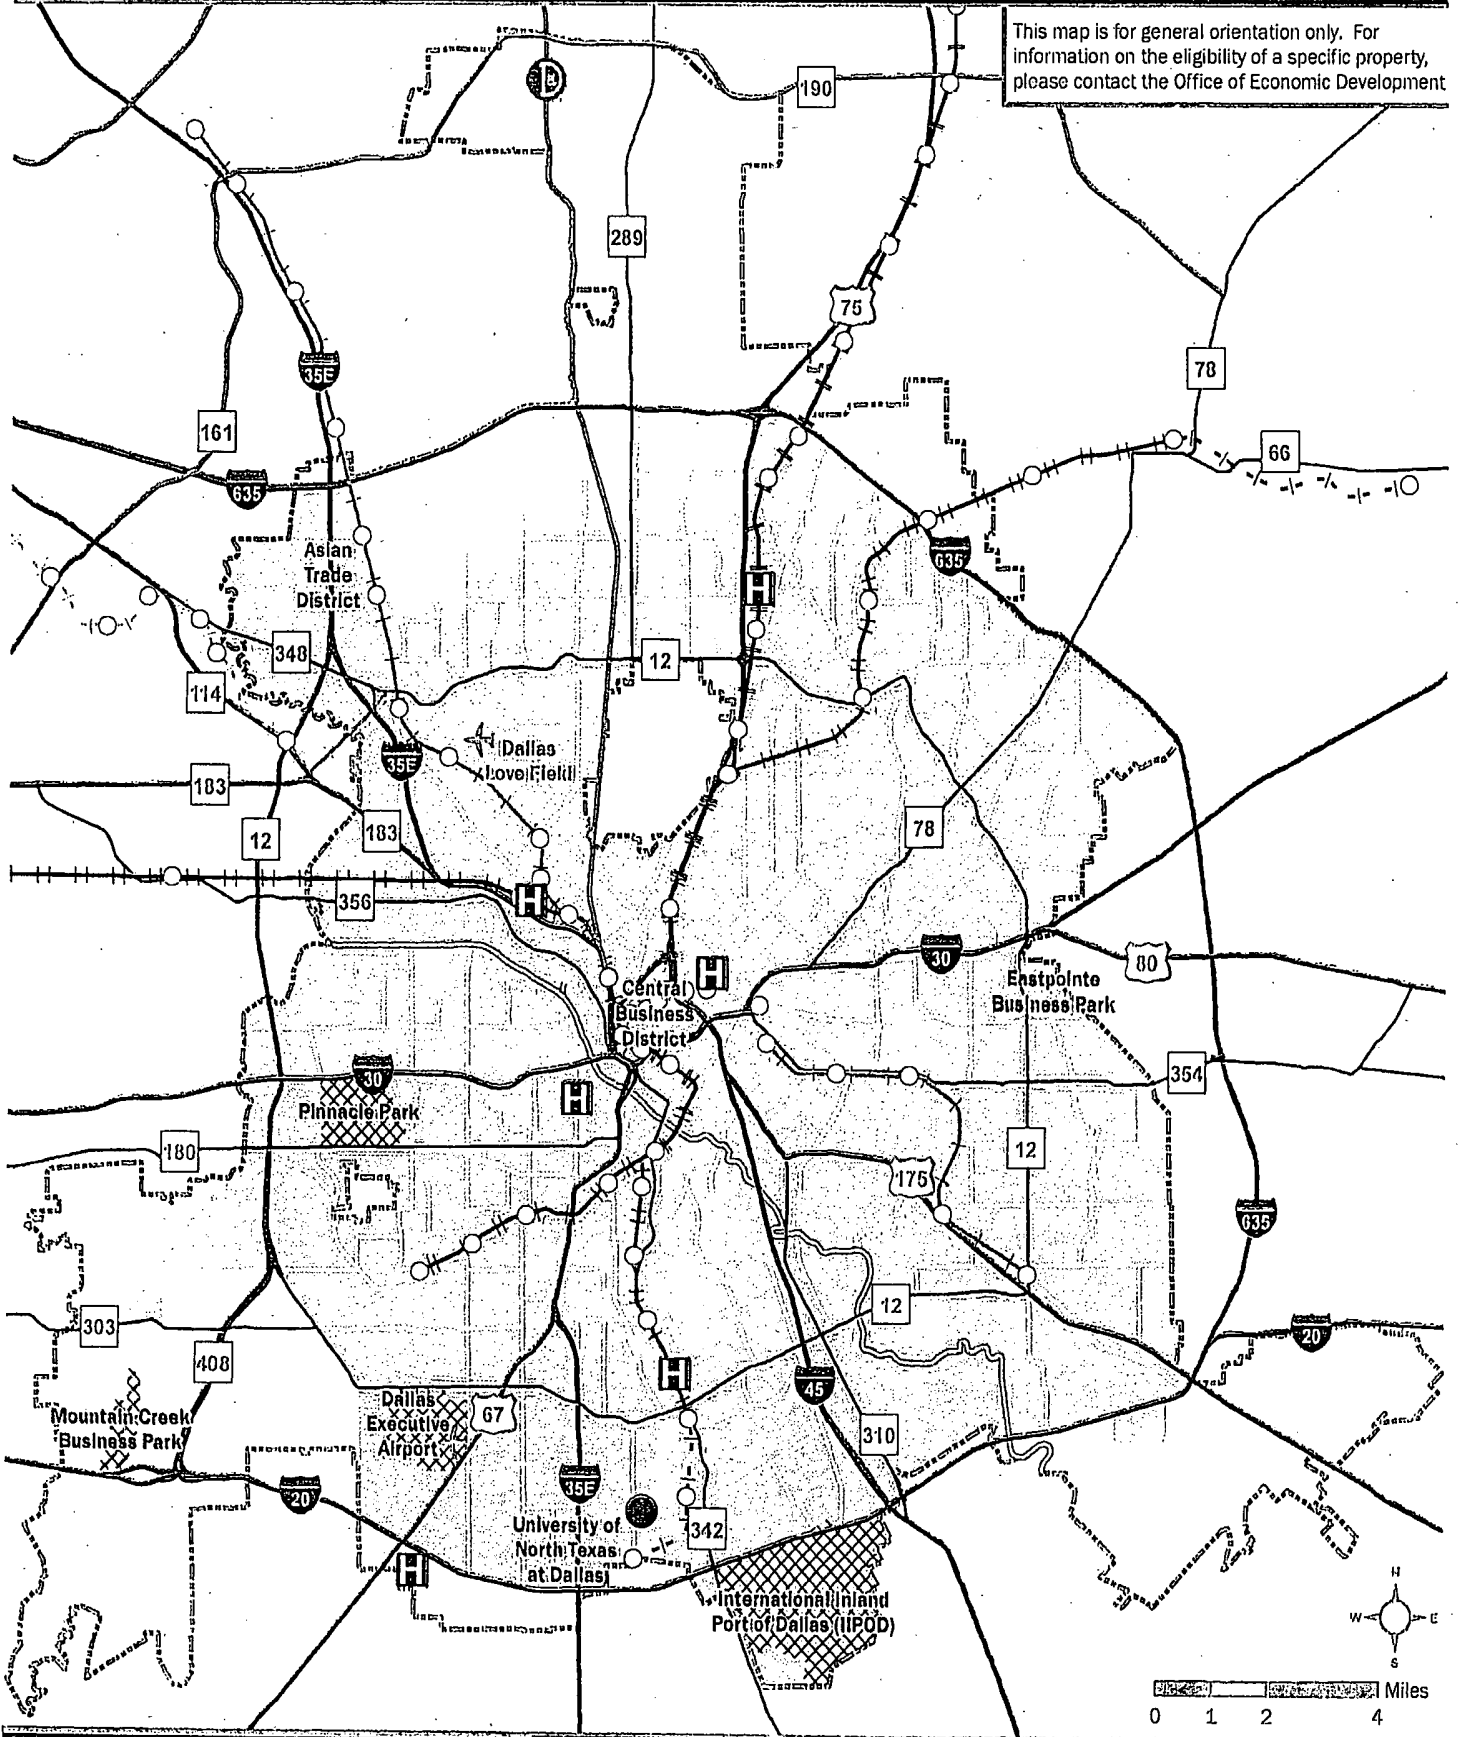 This map is for general orientation only. For
information on the eligibility of a specific property,
please contact the Office of Economic Development
190
289
75
35E
78
161
66
635
Asian
Trade
District
635
H
348
12
114
Dallas
Love Field
35E
183
12
183
78
356
H
30
80
H
Central
Business
District
Eastpointe
Business Park
30
354
H
Pinnacle Park
180
12
175
635
12
303
20
408
H
45
Dallas
Executive
Airport
67
Mountain Creek
Business Park
310
20
35E
University of
North Texas
at Dallas
342
H
International Inland
Port of Dallas (IIPOD)
N
W
E
S
Miles
0 1 2 4